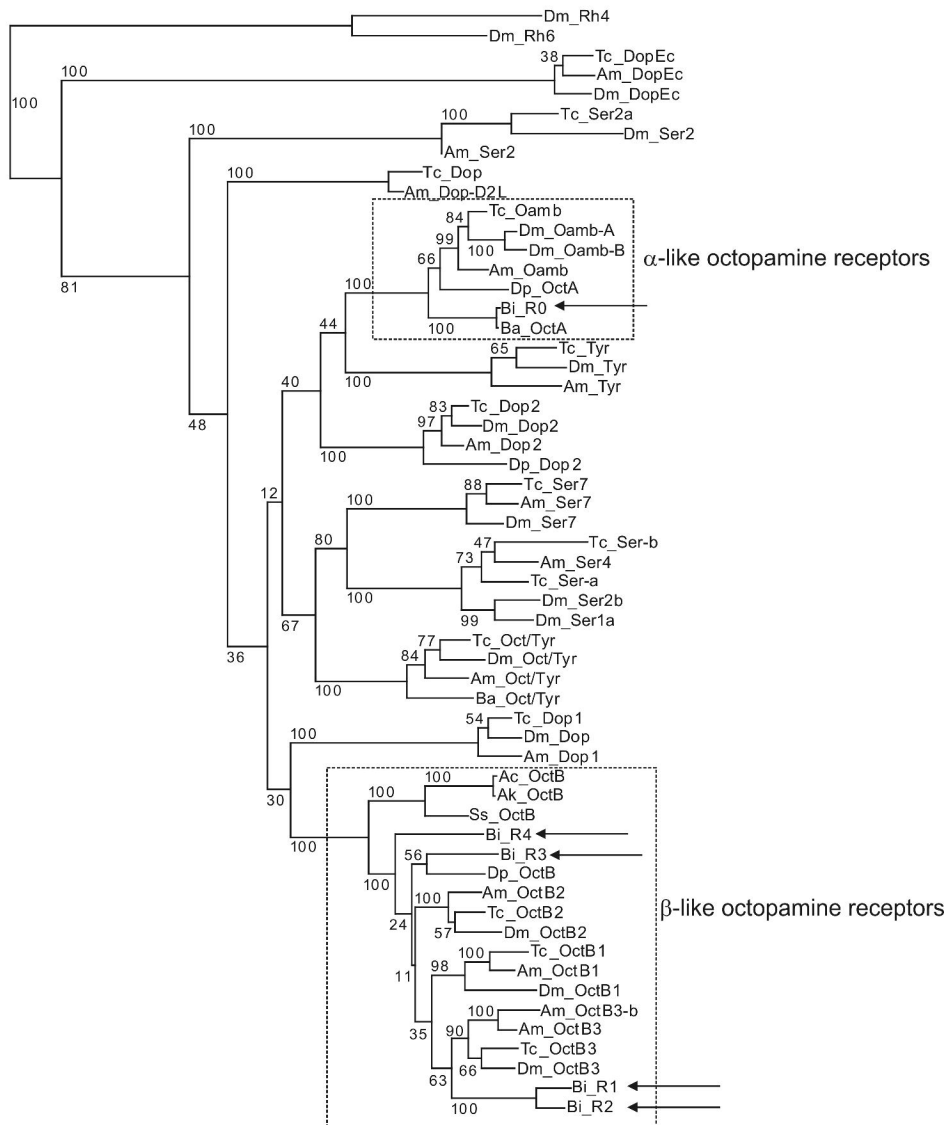 Dm_Rh4
Dm_Rh6
38
Tc_DopEc
100
Am_DopEc
Dm_DopEc
100
100
Tc_Ser2a
100
Dm_Ser2
Am_Ser2
100
Tc_Dop
Am_Dop-D2L
Tc_Oamb
84
Dm_Oamb-A
99
100
Dm_Oamb-B
α-like octopamine receptors
66
Am_Oamb
81
100
Dp_OctA
Bi_R0
44
100
Ba_OctA
65
Tc_Tyr
Dm_Tyr
100
Am_Tyr
40
83
Tc_Dop2
97
Dm_Dop2
48
Am_Dop2
100
Dp_Dop2
88
Tc_Ser7
12
100
Am_Ser7
Dm_Ser7
80
47
Tc_Ser-b
73
Am_Ser4
Tc_Ser-a
100
Dm_Ser2b
67
99
Dm_Ser1a
77
Tc_Oct/Tyr
36
84
Dm_Oct/Tyr
Am_Oct/Tyr
100
Ba_Oct/Tyr
54
Tc_Dop1
100
Dm_Dop
Am_Dop1
100
Ac_OctB
30
100
Ak_OctB
Ss_OctB
100
Bi_R4
56
Bi_R3
100
Dp_OctB
100
Am_OctB2
24
Tc_OctB2
β-like octopamine receptors
57
Dm_OctB2
100
Tc_OctB1
11
98
Am_OctB1
Dm_OctB1
100
Am_OctB3-b
35
90
Am_OctB3
Tc_OctB3
63
66
Dm_OctB3
Bi_R1
100
Bi_R2